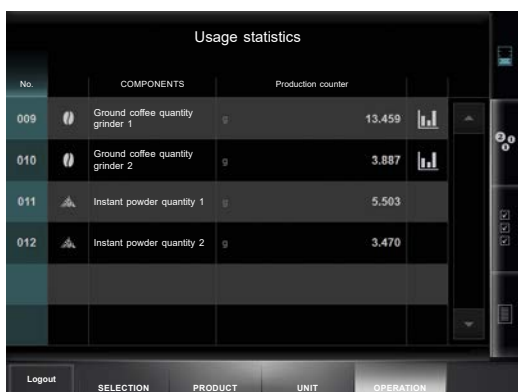 Usage statistics
No. COMPONENTS Production counter
009 Ground coffee quantity
grinder 1 g 13.459
010 Ground coffee quantity
grinder 2 g 3.887
011 Instant powder quantity 1 g 5.503
012 Instant powder quantity 2 g 3.470
Logout SELECTION PRODUCT UNIT OPERATION